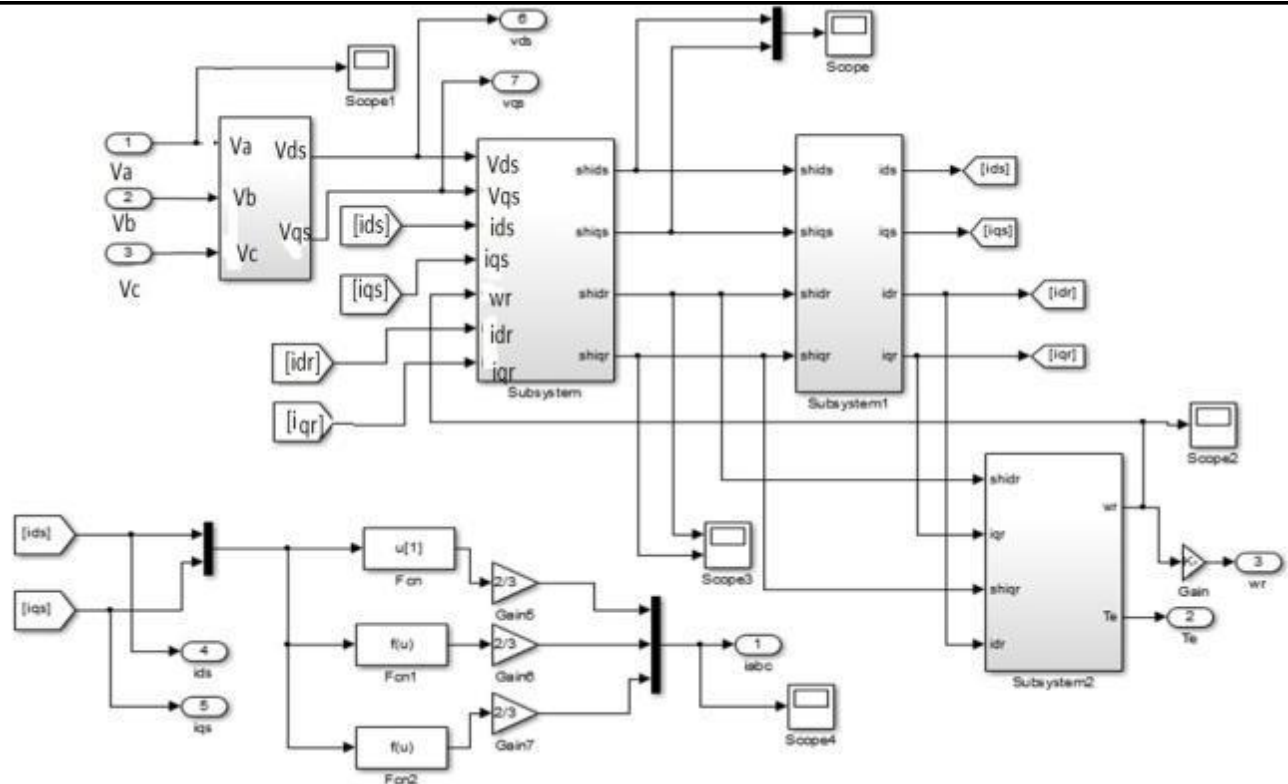 6
vds
Scope
Scope1
7
vqs
1
Va
Va
Vds
Vds
shids
shids
ids
[ids]
2
Vb
Vb
Vqs
Vqs
[ids]
ids
shiqs
shiqs
iqs
[iqs]
3
Vc
Vc
[iqs]
iqs
wr
shidr
shidr
idr
[idr]
[idr]
idr
shiqr
shiqr
iqr
[iqr]
iqr
Subsystem
Subsystem1
[iqr]
Scope2
shidr
wr
iqr
shiqr
Te
idr
Subsystem2
Gain
3
wr
2
Te
[ids]
[iqs]
u[1]
Fcn
2/3
Gain5
Scope3
f(u)
Fcn1
2/3
Gain6
1
iabc
4
ids
5
iqs
f(u)
Fcn2
2/3
Gain7
Scope4